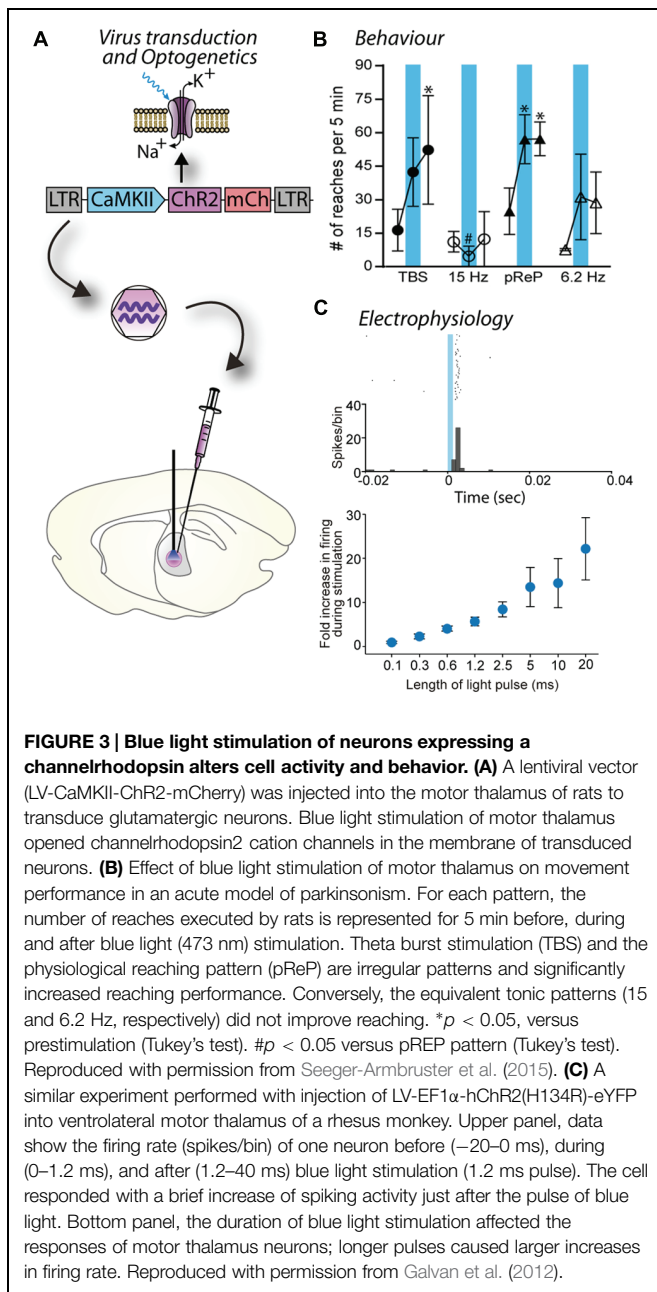 A
Virus transduction
and Optogenetics
K+
Na+
LTR CaMKII ChR2 mCh LTR
B Behaviour
# of reaches per 5 min
90
75
60
45
30
15
0
* # * *
TBS 15 Hz pReP 6.2 Hz
C
Electrophysiology
Spikes/bin
40
20
0
-0.02 0 0.02 0.04
Time (sec)
Fold increase in firing
during stimulation
30
20
10
0
0.1 0.3 0.6 1.2 2.5 5 10 20
Length of light pulse (ms)
FIGURE 3 | Blue light stimulation of neurons expressing a
channelrhodopsin alters cell activity and behavior. (A) A lentiviral vector
(LV-CaMKII-ChR2-mCherry) was injected into the motor thalamus of rats to
transduce glutamatergic neurons. Blue light stimulation of motor thalamus
opened channelrhodopsin2 cation channels in the membrane of transduced
neurons. (B) Effect of blue light stimulation of motor thalamus on movement
performance in an acute model of parkinsonism. For each pattern, the
number of reaches executed by rats is represented for 5 min before, during
and after blue light (473 nm) stimulation. Theta burst stimulation (TBS) and the
physiological reaching pattern (pReP) are irregular patterns and significantly
increased reaching performance. Conversely, the equivalent tonic patterns (15
and 6.2 Hz, respectively) did not improve reaching. *p < 0.05, versus
prestimulation (Tukey's test). #p < 0.05 versus pREP pattern (Tukey's test).
Reproduced with permission from Seeger-Armbruster et al. (2015). (C) A
similar experiment performed with injection of LV-EF1α-hChR2(H134R)-eYFP
into ventrolateral motor thalamus of a rhesus monkey. Upper panel, data
show the firing rate (spikes/bin) of one neuron before (−20–0 ms), during
(0–1.2 ms), and after (1.2–40 ms) blue light stimulation (1.2 ms pulse). The cell
responded with a brief increase of spiking activity just after the pulse of blue
light. Bottom panel, the duration of blue light stimulation affected the
responses of motor thalamus neurons; longer pulses caused larger increases
in firing rate. Reproduced with permission from Galvan et al. (2012).